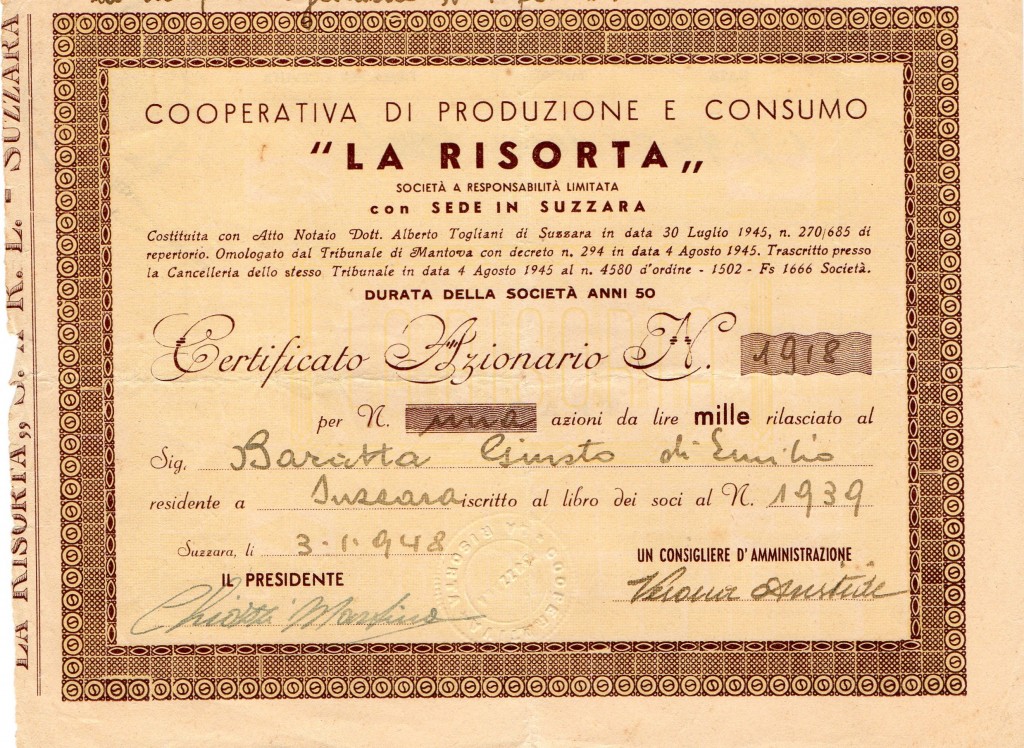 COOPERATIVA DI PRODUZIONE E CONSUMO
"LA RISORTA„
SOCIETÀ A RESPONSABILITÀ LIMITATA
con SEDE IN SUZZARA
Costituita con Atto Notaio Dott. Alberto Togliani di Suzzara in data 30 Luglio 1945, n. 270/685 di
repertorio. Omologato dal Tribunale di Mantova con decreto n. 294 in data 4 Agosto 1945. Trascritto presso
la Cancelleria dello stesso Tribunale in data 4 Agosto 1945 al n. 4580 d'ordine - 1502 - Fs 1666 Società.
DURATA DELLA SOCIETÀ ANNI 50
Certificato Azionario N. 1918
per N. una azioni da lire mille rilasciato al
Sig. Baratta Giusto di Emilio
residente a Suzzara iscritto al libro dei soci al N. 1939
Suzzara, li 3.1.948
IL PRESIDENTE
UN CONSIGLIERE D'AMMINISTRAZIONE
Verona Aristide
LA RISORTA„ S. A R. L. - SUZZARA